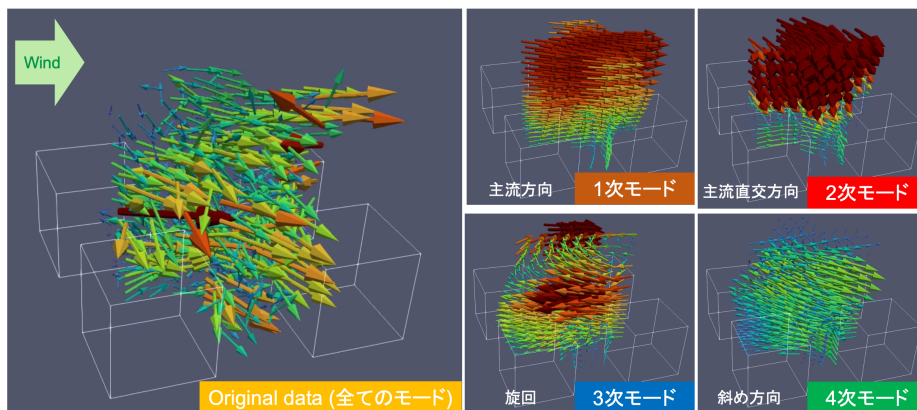 Wind
Original data (全てのモード)
主流方向
1次モード
主流直交方向
2次モード
旋回
3次モード
斜め方向
4次モード